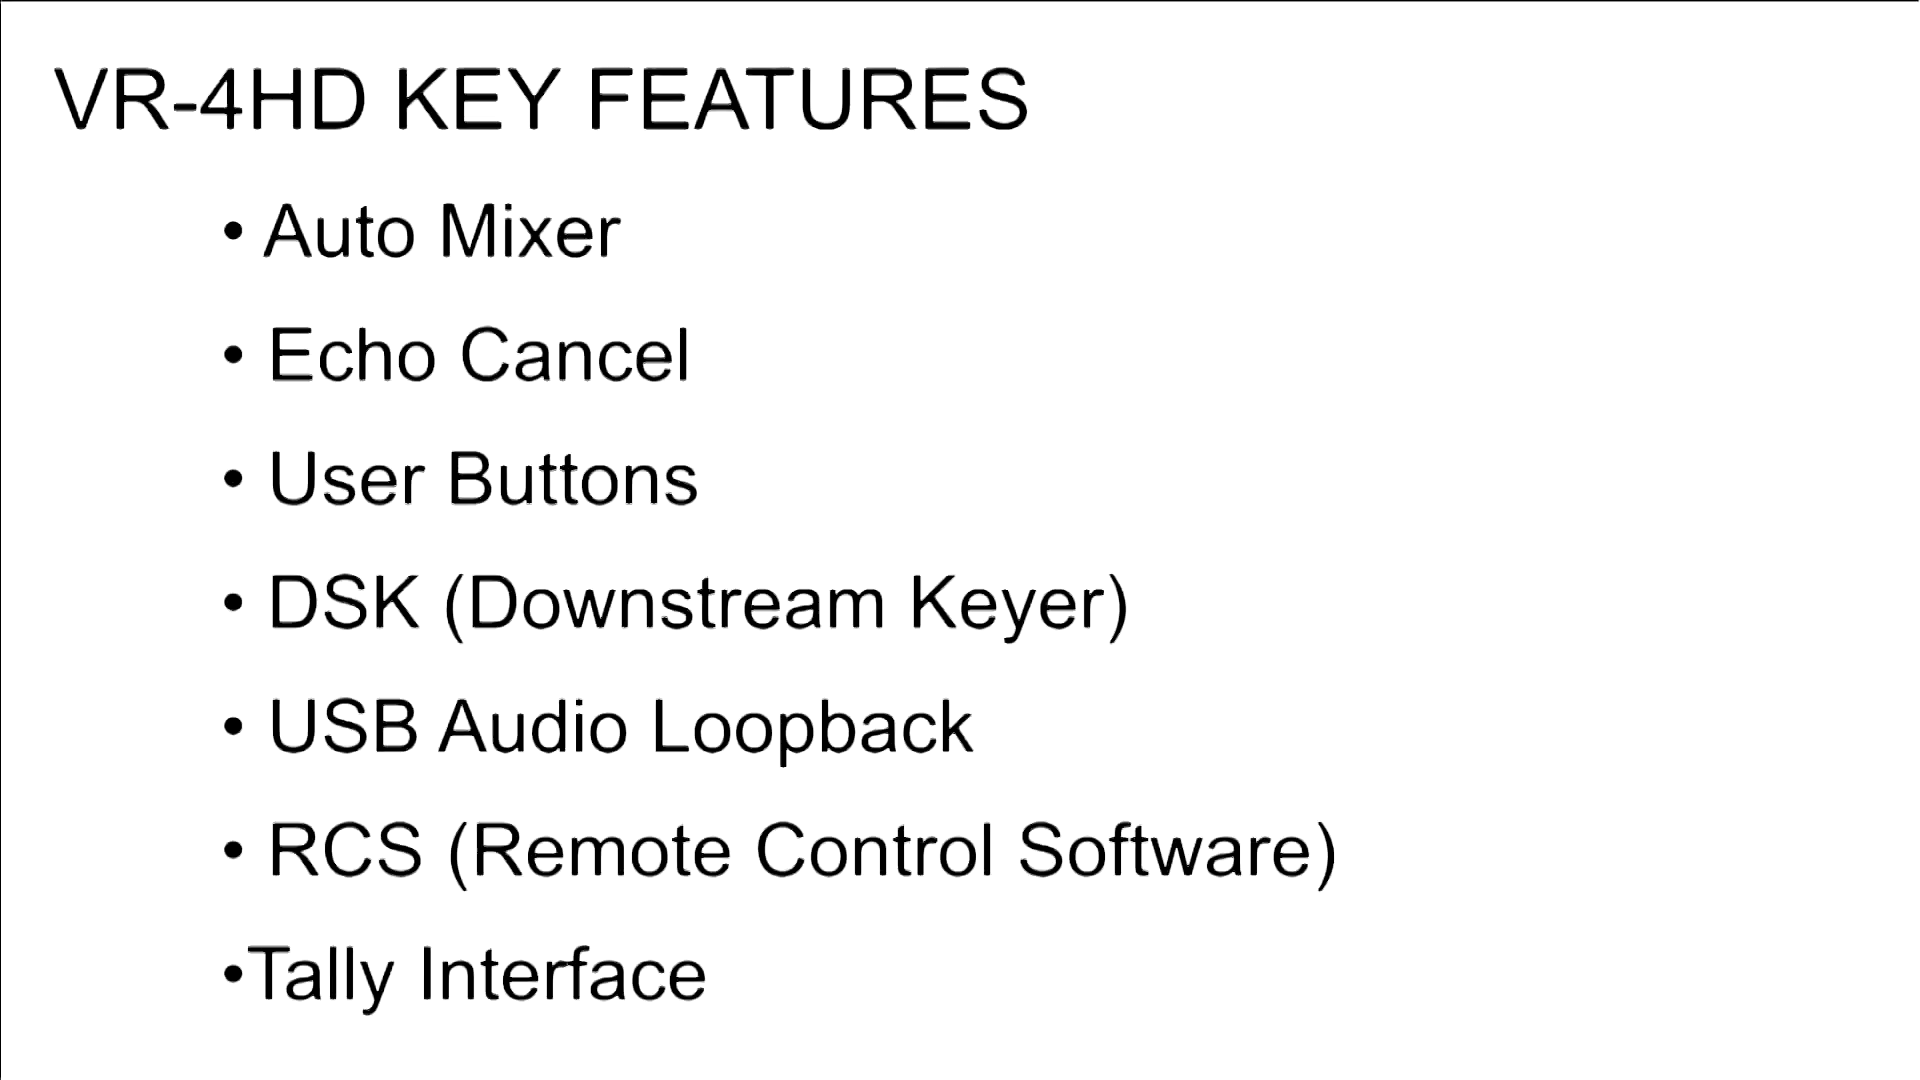 VR-4HD KEY FEATURES
• Auto Mixer
• Echo Cancel
• User Buttons
• DSK (Downstream Keyer)
• USB Audio Loopback
• RCS (Remote Control Software)
•Tally Interface